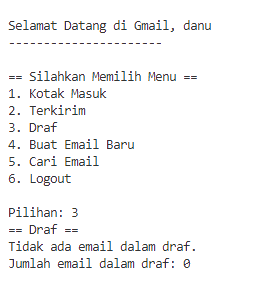 Selamat Datang di Gmail, danu
----------------------
== Silahkan Memilih Menu ==
1. Kotak Masuk
2. Terkirim
3. Draf
4. Buat Email Baru
5. Cari Email
6. Logout
Pilihan: 3
== Draf ==
Tidak ada email dalam draf.
Jumlah email dalam draf: 0